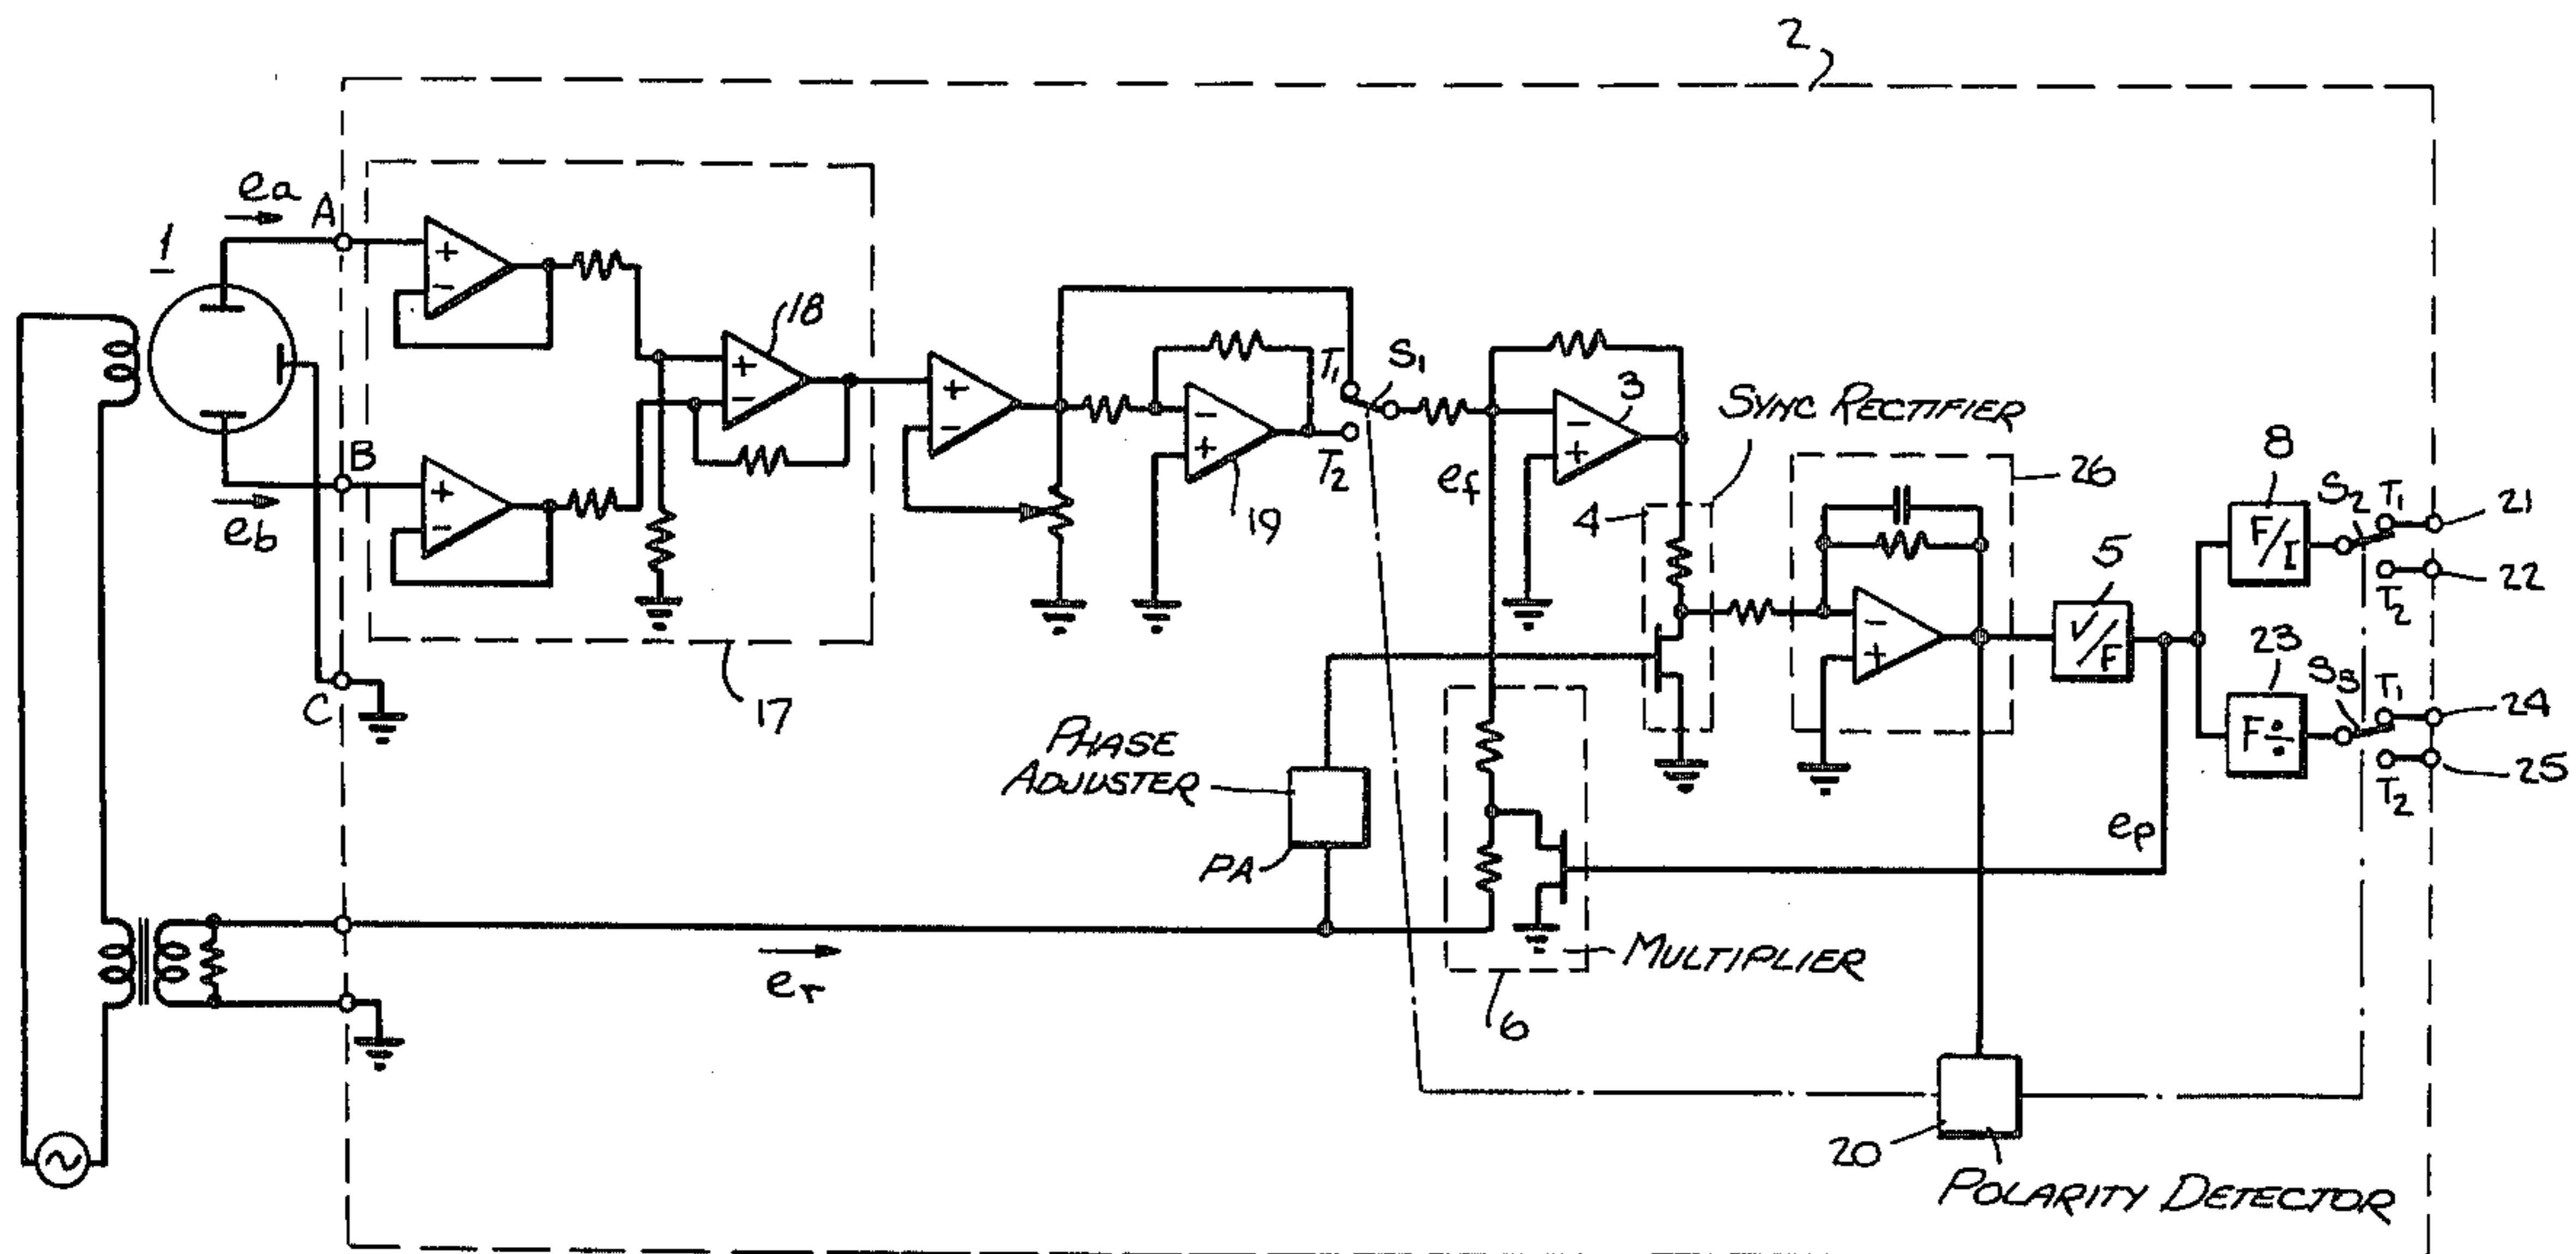 2
ea
A
1
+
-
18
+
-
+
-
T1
S1
-
+
19
T2
-
+
3
SYNC RECTIFIER
B
eb
+
-
ef
4
26
-
+
5
V/F
8
F/I
S2
T1
21
T2
22
23
F÷
S3
T1
24
T2
25
C
17
PHASE
ADJUSTER
PA
ep
er
MULTIPLIER
6
20
POLARITY DETECTOR